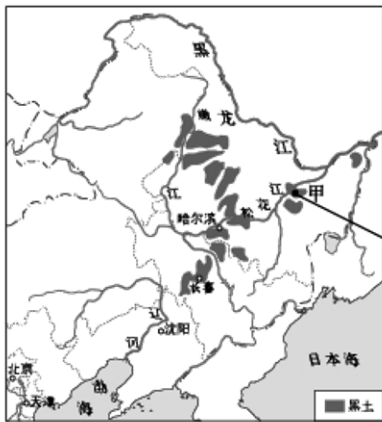 黑
龙
江
嫩
江
松
花
江
甲
哈尔滨
长春
辽
河
沈阳
北京
天津
渤
海
日本海
黑土